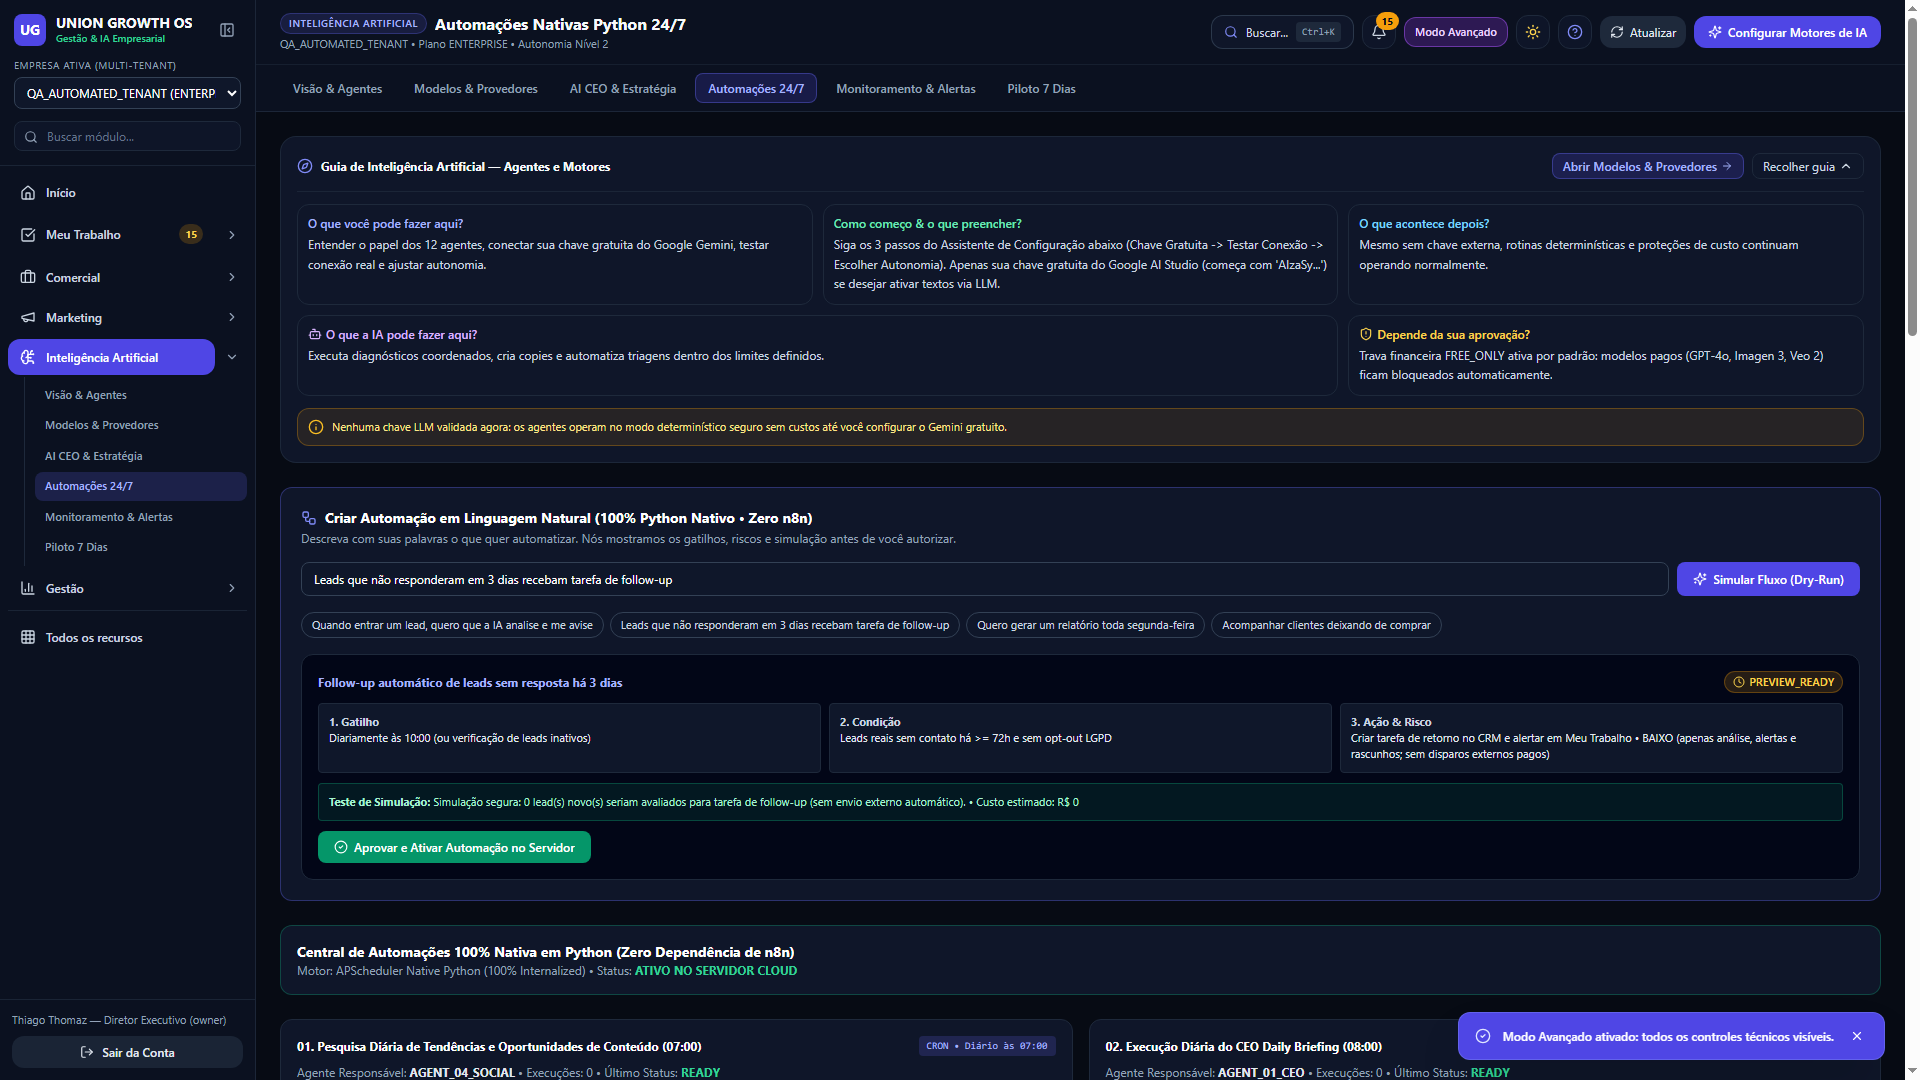 UG
UNION GROWTH OS
Gestão & IA Empresarial
EMPRESA ATIVA (MULTI-TENANT)
QA_AUTOMATED_TENANT (ENTERP
Buscar módulo...
Início
Meu Trabalho 15
Comercial
Marketing
Inteligência Artificial
Visão & Agentes
Modelos & Provedores
AI CEO & Estratégia
Automações 24/7
Monitoramento & Alertas
Piloto 7 Dias
Gestão
Todos os recursos
Thiago Thomaz — Diretor Executivo (owner)
Sair da Conta
INTELIGÊNCIA ARTIFICIAL Automações Nativas Python 24/7
QA_AUTOMATED_TENANT • Plano ENTERPRISE • Autonomia Nível 2
Buscar... Ctrl+K
15
Modo Avançado
Atualizar
Configurar Motores de IA
Visão & Agentes
Modelos & Provedores
AI CEO & Estratégia
Automações 24/7
Monitoramento & Alertas
Piloto 7 Dias
Guia de Inteligência Artificial — Agentes e Motores
Abrir Modelos & Provedores →
Recolher guia
O que você pode fazer aqui?
Entender o papel dos 12 agentes, conectar sua chave gratuita do Google Gemini, testar
conexão real e ajustar autonomia.
Como começo & o que preencher?
Siga os 3 passos do Assistente de Configuração abaixo (Chave Gratuita -> Testar Conexão ->
Escolher Autonomia). Apenas sua chave gratuita do Google AI Studio (começa com 'AIzaSy...')
se desejar ativar textos via LLM.
O que acontece depois?
Mesmo sem chave externa, rotinas determinísticas e proteções de custo continuam
operando normalmente.
O que a IA pode fazer aqui?
Executa diagnósticos coordenados, cria copies e automatiza triagens dentro dos limites definidos.
Depende da sua aprovação?
Trava financeira FREE_ONLY ativa por padrão: modelos pagos (GPT-4o, Imagen 3, Veo 2)
ficam bloqueados automaticamente.
Nenhuma chave LLM validada agora: os agentes operam no modo determinístico seguro sem custos até você configurar o Gemini gratuito.
Criar Automação em Linguagem Natural (100% Python Nativo • Zero n8n)
Descreva com suas palavras o que quer automatizar. Nós mostramos os gatilhos, riscos e simulação antes de você autorizar.
Leads que não responderam em 3 dias recebam tarefa de follow-up
Simular Fluxo (Dry-Run)
Quando entrar um lead, quero que a IA analise e me avise
Leads que não responderam em 3 dias recebam tarefa de follow-up
Quero gerar um relatório toda segunda-feira
Acompanhar clientes deixando de comprar
Follow-up automático de leads sem resposta há 3 dias
PREVIEW_READY
1. Gatilho
Diariamente às 10:00 (ou verificação de leads inativos)
2. Condição
Leads reais sem contato há >= 72h e sem opt-out LGPD
3. Ação & Risco
Criar tarefa de retorno no CRM e alertar em Meu Trabalho • BAIXO (apenas análise, alertas e
rascunhos; sem disparos externos pagos)
Teste de Simulação: Simulação segura: 0 lead(s) novo(s) seriam avaliados para tarefa de follow-up (sem envio externo automático). • Custo estimado: R$ 0
Aprovar e Ativar Automação no Servidor
Central de Automações 100% Nativa em Python (Zero Dependência de n8n)
Motor: APScheduler Native Python (100% Internalized) • Status: ATIVO NO SERVIDOR CLOUD
01. Pesquisa Diária de Tendências e Oportunidades de Conteúdo (07:00)
CRON • Diário às 07:00
Agente Responsável: AGENT_04_SOCIAL • Execuções: 0 • Último Status: READY
02. Execução Diária do CEO Daily Briefing (08:00)
Agente Responsável: AGENT_01_CEO • Execuções: 0 • Último Status: READY
Modo Avançado ativado: todos os controles técnicos visíveis.